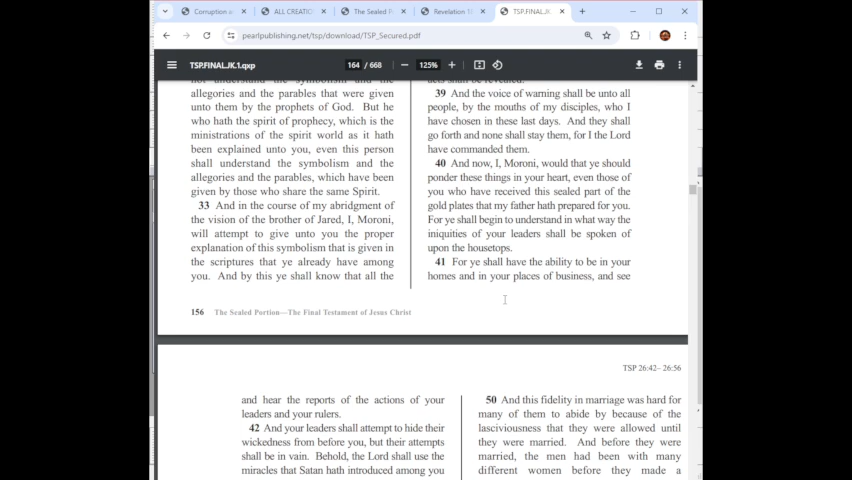 Corruption a
ALL CREATION
The Sealed P
Revelation 1
TSP.FINAL.JK.
pearlpublishing.net/tsp/download/TSP_Secured.pdf
TSP.FINAL.JK.1.qxp
164 / 668
125%
not understand the symbolism and the
allegories and the parables that were given
unto them by the prophets of God. But he
who hath the spirit of prophecy, which is the
ministrations of the spirit world as it hath
been explained unto you, even this person
shall understand the symbolism and the
allegories and the parables, which have been
given by those who share the same Spirit.
33 And in the course of my abridgment of
the vision of the brother of Jared, I, Moroni,
will attempt to give unto you the proper
explanation of this symbolism that is given in
the scriptures that ye already have among
you. And by this ye shall know that all the
acts shall be revealed.
39 And the voice of warning shall be unto all
people, by the mouths of my disciples, who I
have chosen in these last days. And they shall
go forth and none shall stay them, for I the Lord
have commanded them.
40 And now, I, Moroni, would that ye should
ponder these things in your heart, even those of
you who have received this sealed part of the
gold plates that my father hath prepared for you.
For ye shall begin to understand in what way the
iniquities of your leaders shall be spoken of
upon the housetops.
41 For ye shall have the ability to be in your
homes and in your places of business, and see
156 The Sealed Portion—The Final Testament of Jesus Christ
TSP 26:42– 26:56
and hear the reports of the actions of your
leaders and your rulers.
42 And your leaders shall attempt to hide their
wickedness from before you, but their attempts
shall be in vain. Behold, the Lord shall use the
miracles that Satan hath introduced among you
50 And this fidelity in marriage was hard for
many of them to abide by because of the
lasciviousness that they were allowed until
they were married. And before they were
married, the men had been with many
different women before they made a